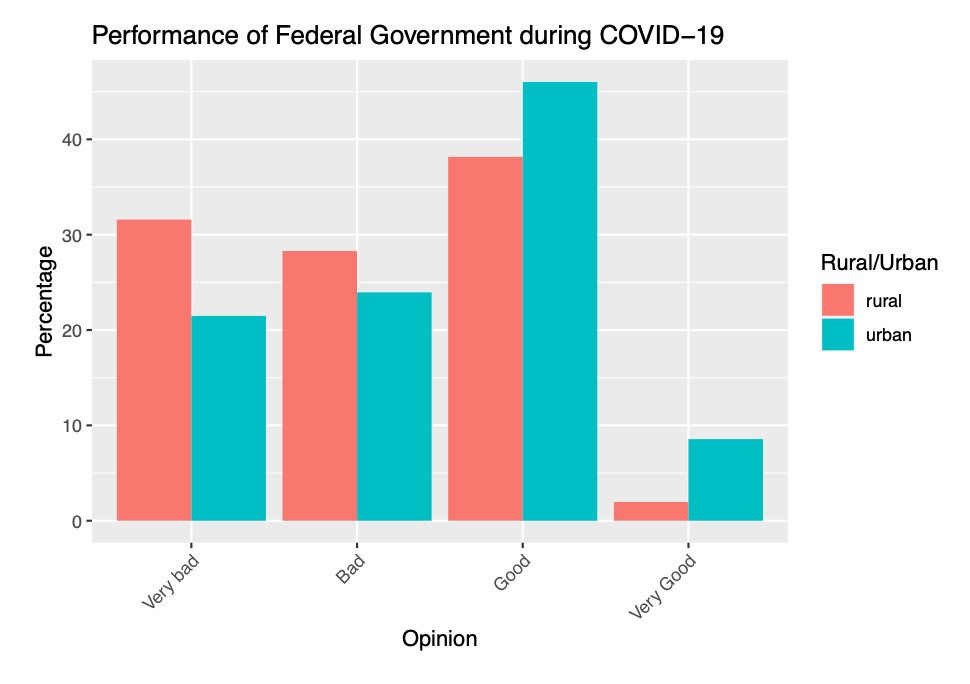 Performance of Federal Government during COVID−19
Percentage
40
30
20
10
0
Very bad
Bad
Good
Very Good
Opinion
Rural/Urban
rural
urban